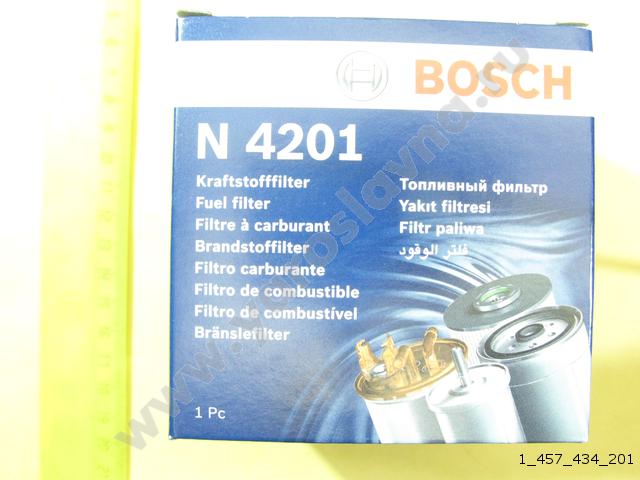 BOSCH
N 4201
Kraftstofffilter
Fuel filter
Filtre à carburant
Brandstoffilter
Filtro carburante
Filtro de combustible
Filtro de combustível
Bränslefilter
Топливный фильтр
Yakıt filtresi
Filtr paliwa
فلتر الوقود
1 Pc
1_457_434_201